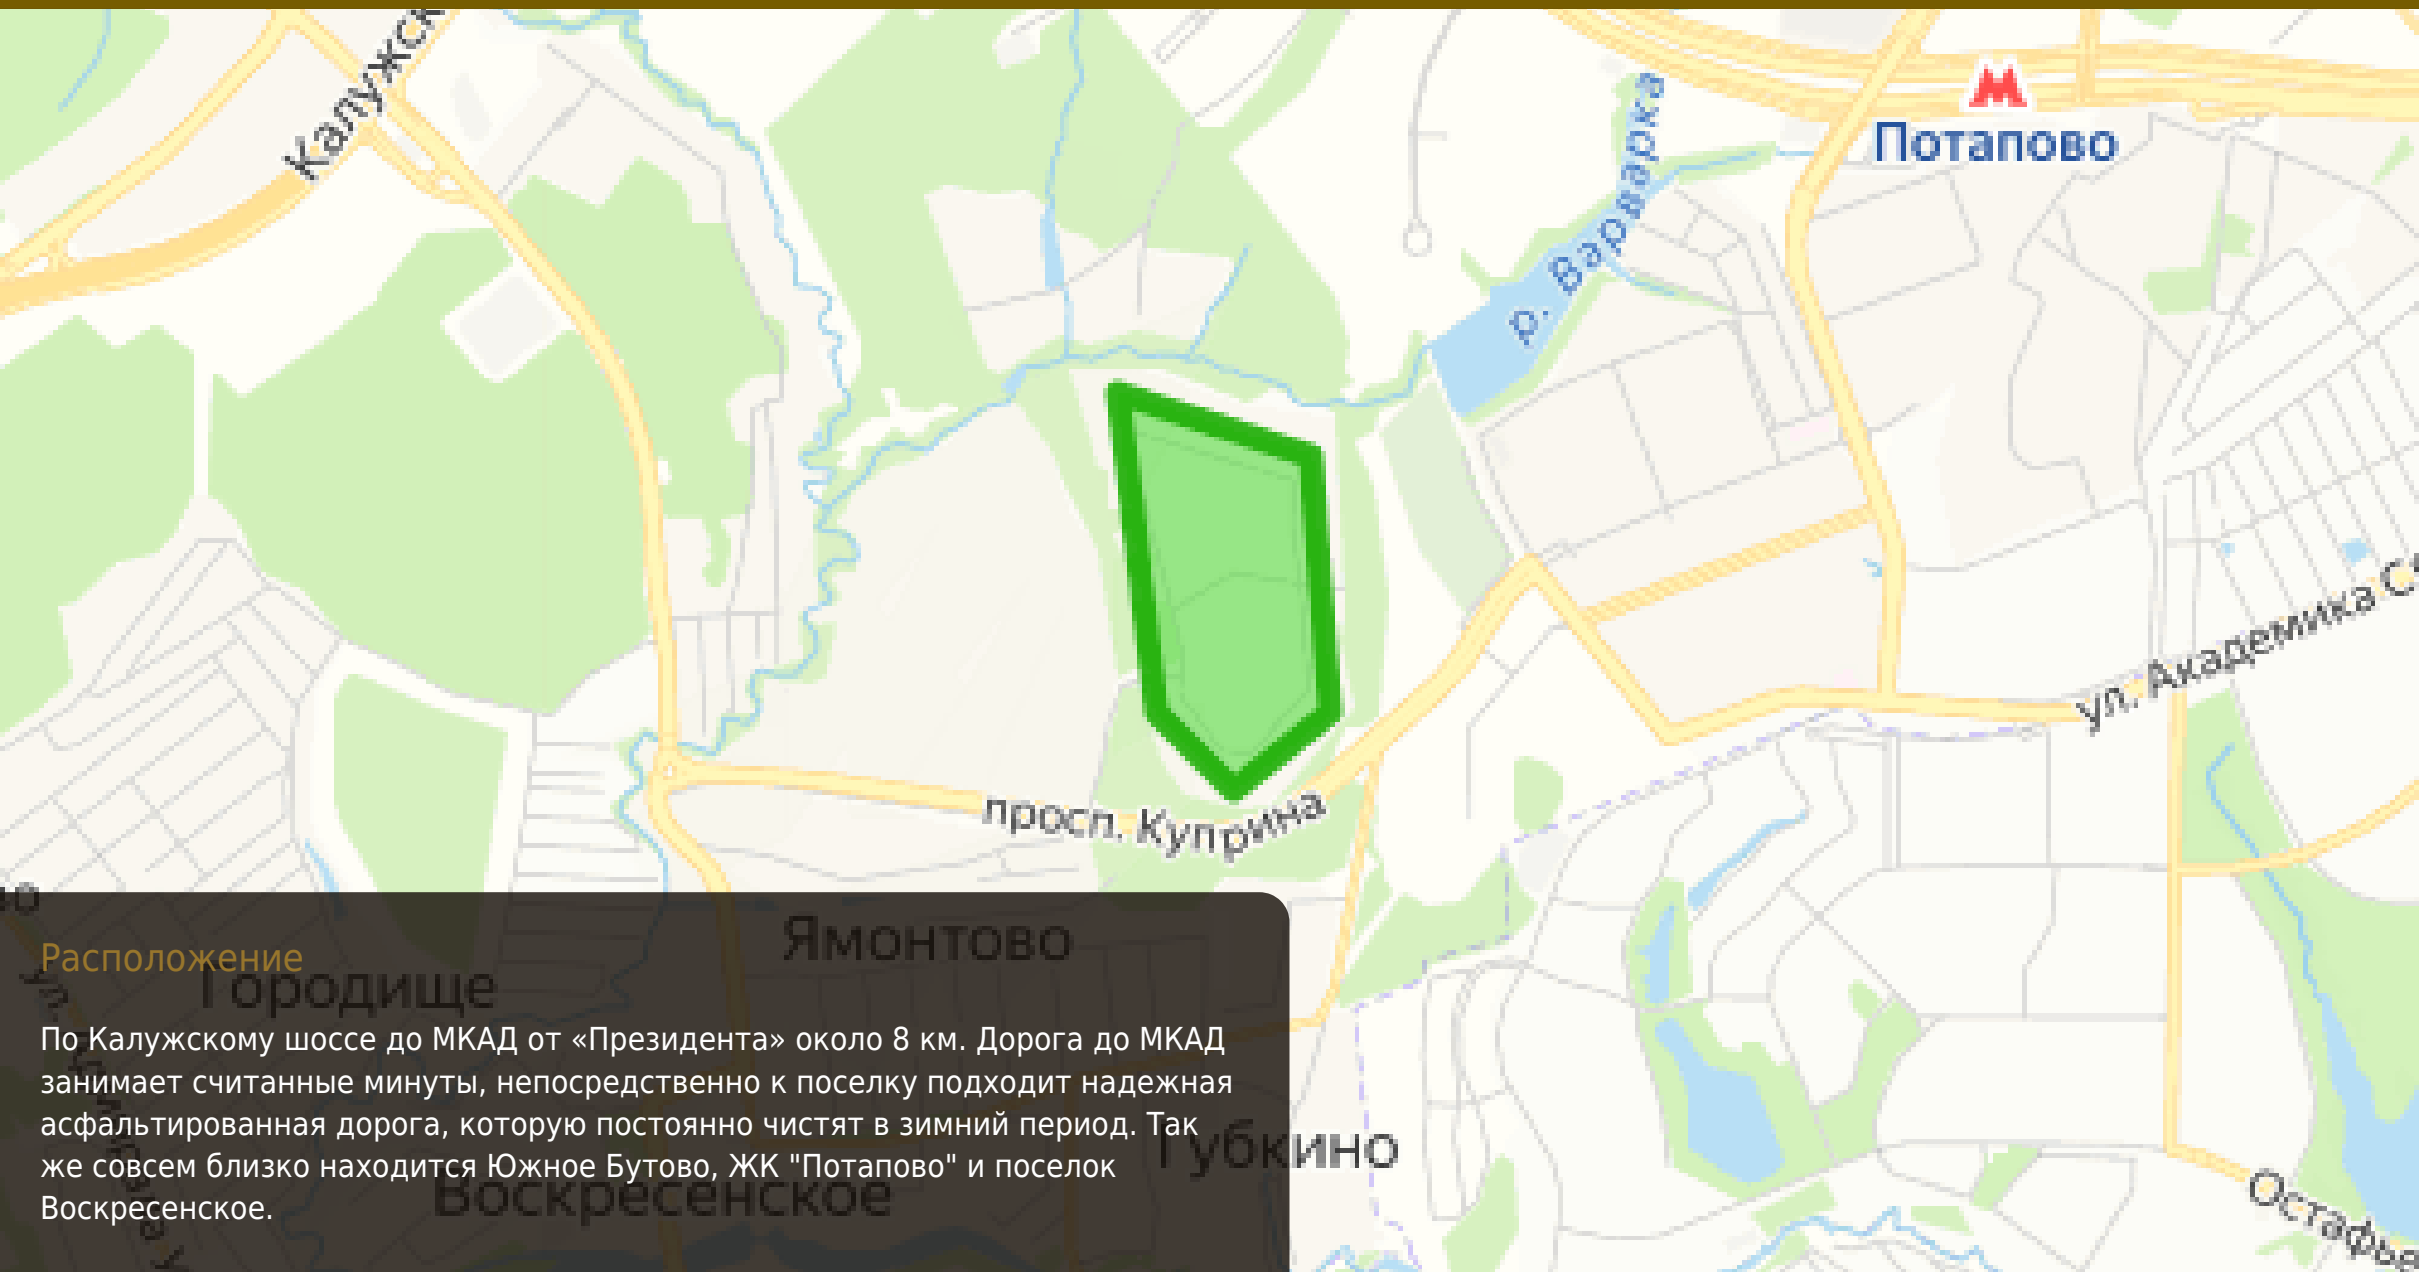 Калужск
Потапово
р. Варварка
ул. Академика С
просп. Куприна
Ямонтово
Городище
Губкино
Воскресенское
Остафье
Расположение
По Калужскому шоссе до МКАД от «Президента» около 8 км. Дорога до МКАД
занимает считанные минуты, непосредственно к поселку подходит надежная
асфальтированная дорога, которую постоянно чистят в зимний период. Так
же совсем близко находится Южное Бутово, ЖК "Потапово" и поселок
Воскресенское.